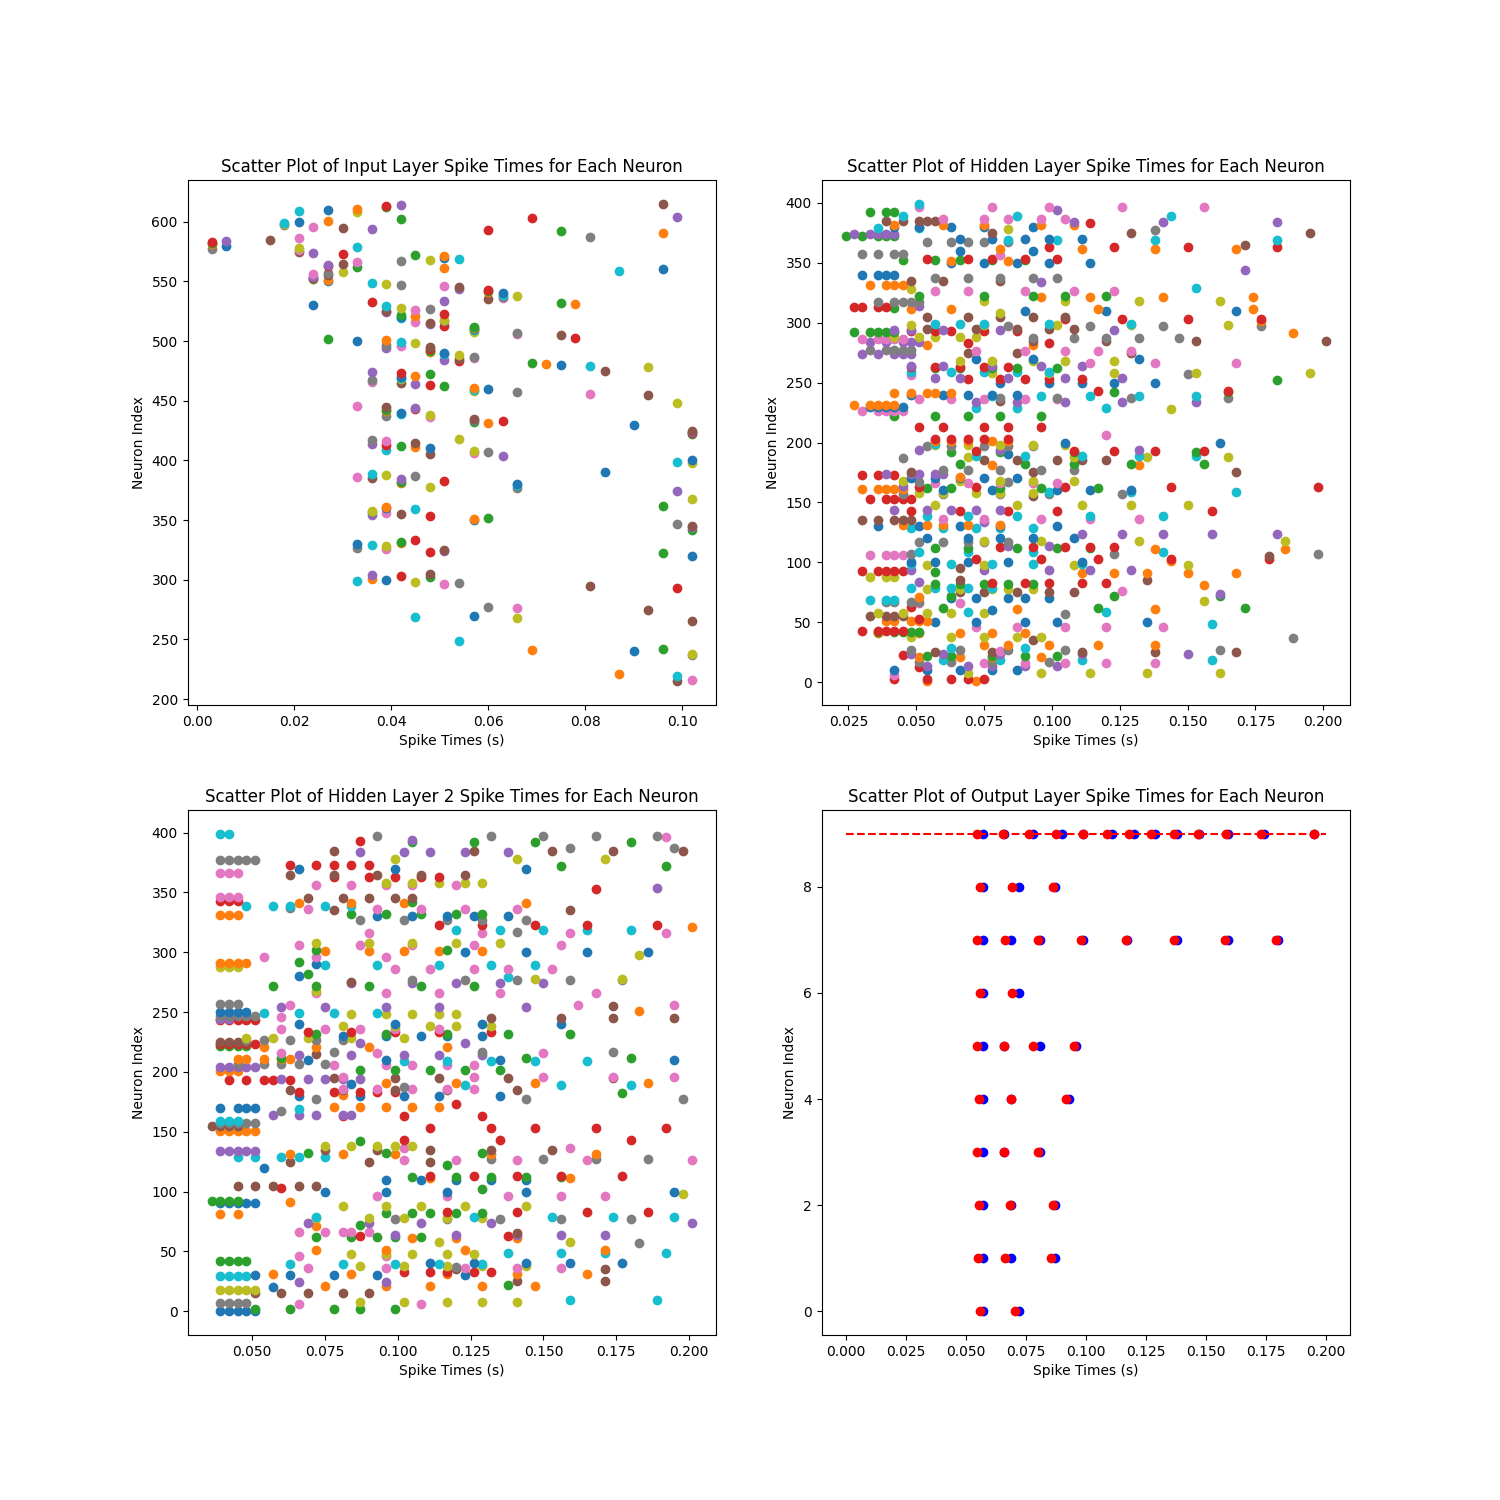 Scatter Plot of Input Layer Spike Times for Each Neuron
Neuron Index
600
550
500
450
400
350
300
250
200
0.00 0.02 0.04 0.06 0.08 0.10
Spike Times (s)
Scatter Plot of Hidden Layer Spike Times for Each Neuron
Neuron Index
400
350
300
250
200
150
100
50
0
0.025 0.050 0.075 0.100 0.125 0.150 0.175 0.200
Spike Times (s)
Scatter Plot of Hidden Layer 2 Spike Times for Each Neuron
Neuron Index
400
350
300
250
200
150
100
50
0
0.050 0.075 0.100 0.125 0.150 0.175 0.200
Spike Times (s)
Scatter Plot of Output Layer Spike Times for Each Neuron
Neuron Index
8
6
4
2
0
0.000 0.025 0.050 0.075 0.100 0.125 0.150 0.175 0.200
Spike Times (s)